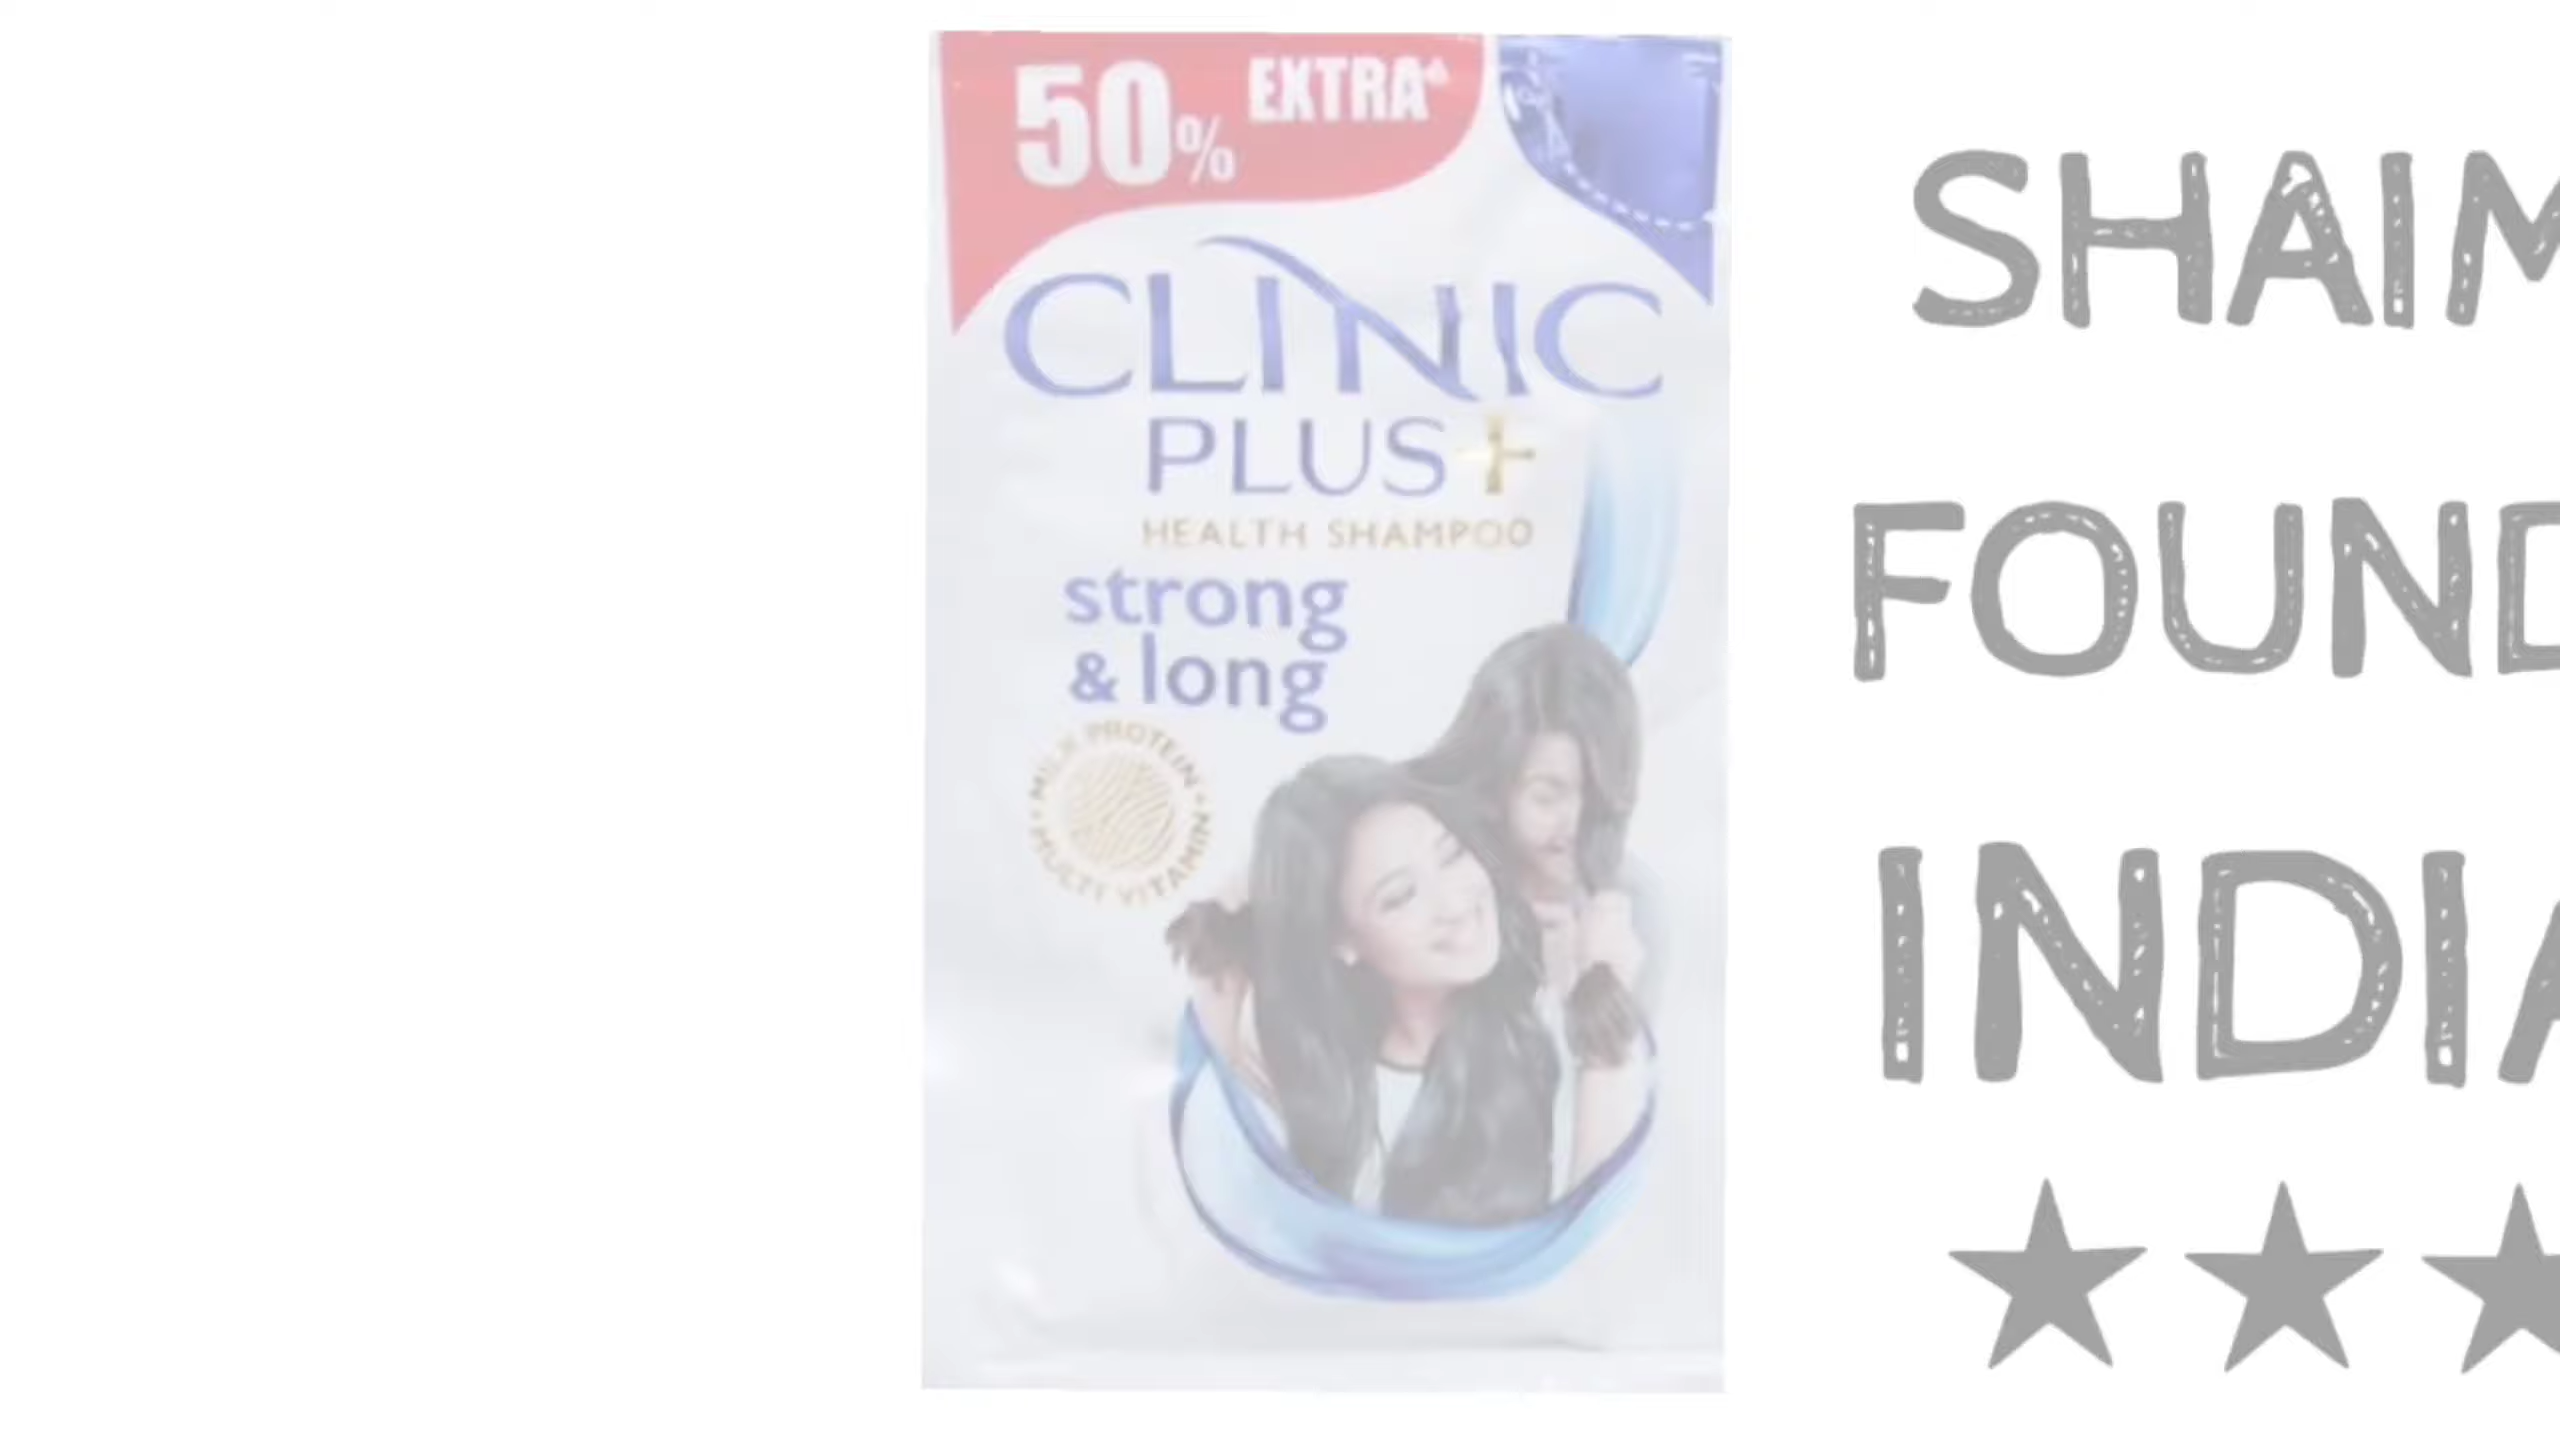 50% EXTRA
CLINIC
PLUS+
HEALTH SHAMPOO
strong
& long
MILK PROTEIN • MULTI VITAMIN •
SHAIM
FOUND
INDIA